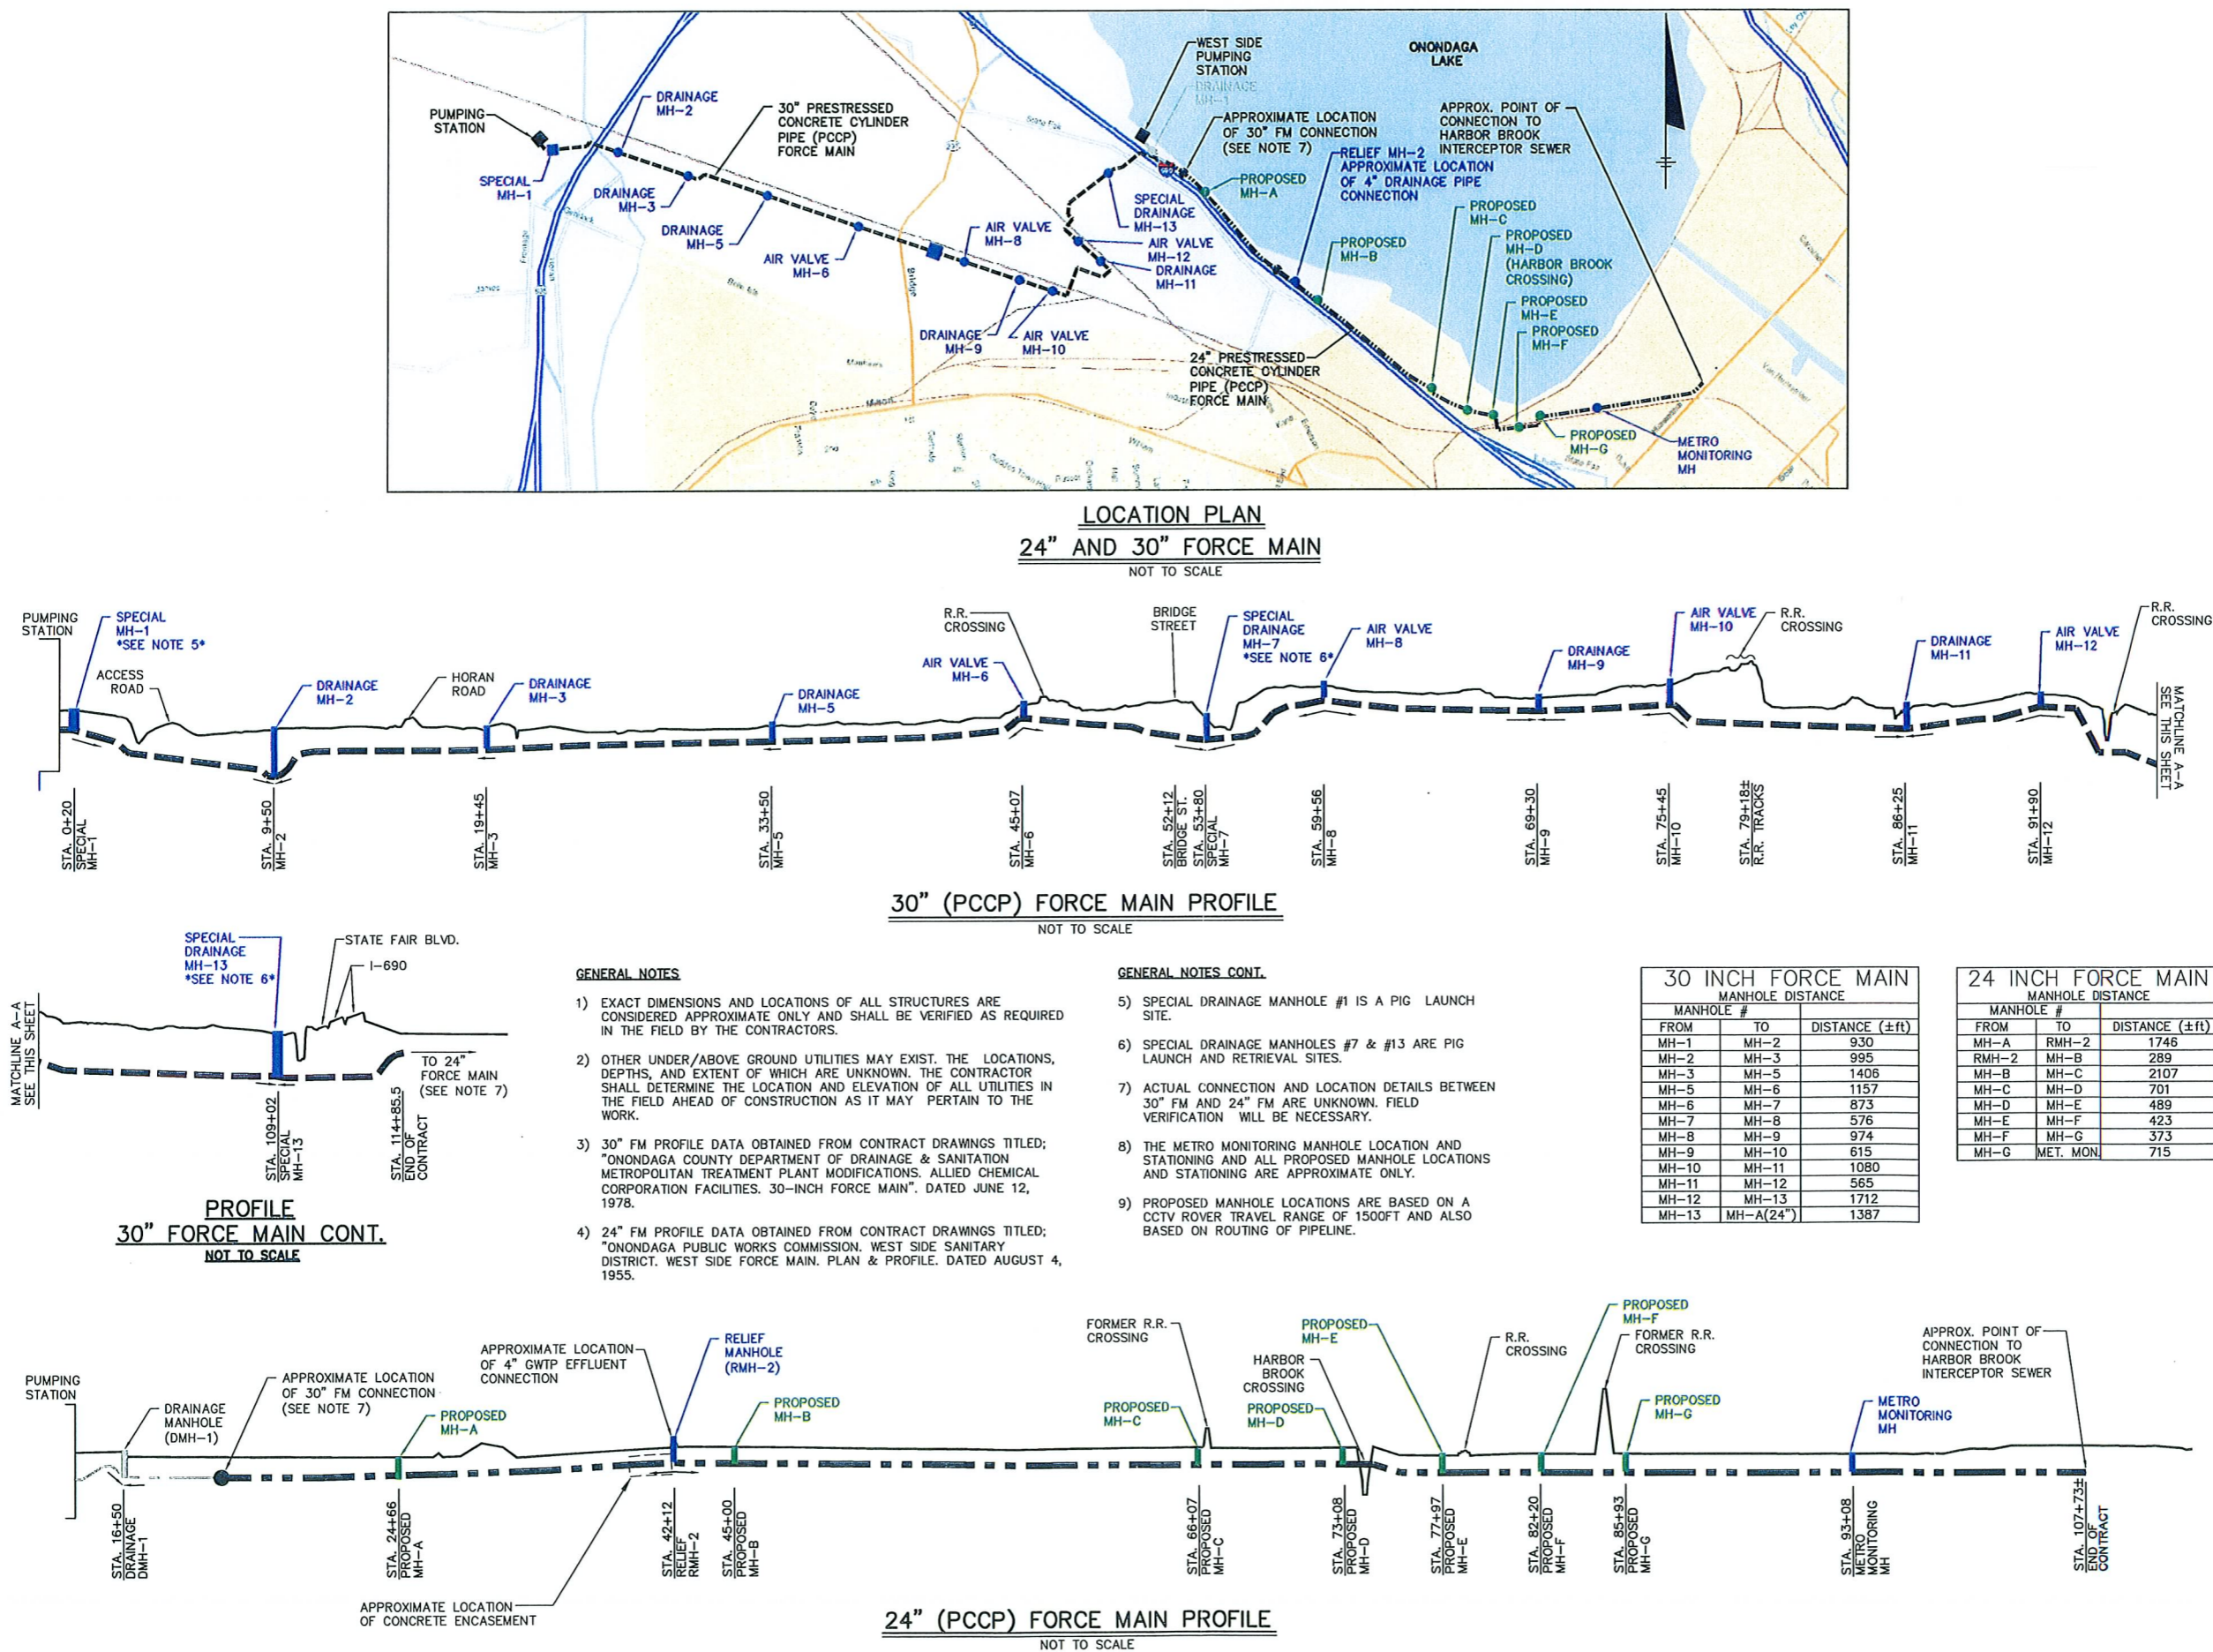 PUMPING
STATION
SPECIAL
MH-1
DRAINAGE
MH-2
DRAINAGE
MH-3
30" PRESTRESSED
CONCRETE CYLINDER
PIPE (PCCP)
FORCE MAIN
DRAINAGE
MH-5
AIR VALVE
MH-6
Bridge
AIR VALVE
MH-8
DRAINAGE
MH-9
AIR VALVE
MH-10
WEST SIDE
PUMPING
STATION
DRAINAGE
MH-1
APPROXIMATE LOCATION
OF 30" FM CONNECTION
(SEE NOTE 7)
SPECIAL
DRAINAGE
MH-13
AIR VALVE
MH-12
DRAINAGE
MH-11
ONONDAGA
LAKE
PROPOSED
MH-A
RELIEF MH-2
APPROXIMATE LOCATION
OF 4" DRAINAGE PIPE
CONNECTION
PROPOSED
MH-B
APPROX. POINT OF
CONNECTION TO
HARBOR BROOK
INTERCEPTOR SEWER
PROPOSED
MH-C
PROPOSED
MH-D
(HARBOR BROOK
CROSSING)
PROPOSED
MH-E
PROPOSED
MH-F
24" PRESTRESSED
CONCRETE CYLINDER
PIPE (PCCP)
FORCE MAIN
PROPOSED
MH-G
METRO
MONITORING
MH
LOCATION PLAN
24" AND 30" FORCE MAIN
NOT TO SCALE
PUMPING
STATION
SPECIAL
MH-1
*SEE NOTE 5*
ACCESS
ROAD
DRAINAGE
MH-2
HORAN
ROAD
DRAINAGE
MH-3
DRAINAGE
MH-5
AIR VALVE
MH-6
R.R.
CROSSING
BRIDGE
STREET
SPECIAL
DRAINAGE
MH-7
*SEE NOTE 6*
AIR VALVE
MH-8
DRAINAGE
MH-9
AIR VALVE
MH-10
R.R.
CROSSING
DRAINAGE
MH-11
AIR VALVE
MH-12
R.R.
CROSSING
MATCHLINE A-A
SEE THIS SHEET
STA. 0+20
SPECIAL
MH-1
STA. 9+50
MH-2
STA. 19+45
MH-3
STA. 33+50
MH-5
STA. 45+07
MH-6
STA. 52+12
BRIDGE ST.
STA. 53+80
SPECIAL
MH-7
STA. 59+56
MH-8
STA. 69+30
MH-9
STA. 75+45
MH-10
STA. 79+18±
R.R. TRACKS
STA. 86+25
MH-11
STA. 91+90
MH-12
30" (PCCP) FORCE MAIN PROFILE
NOT TO SCALE
MATCHLINE A-A
SEE THIS SHEET
SPECIAL
DRAINAGE
MH-13
*SEE NOTE 6*
STATE FAIR BLVD.
I-690
TO 24"
FORCE MAIN
(SEE NOTE 7)
STA. 109+02
SPECIAL
MH-13
STA. 114+85.5
END OF
CONTRACT
PROFILE
30" FORCE MAIN CONT.
NOT TO SCALE
GENERAL NOTES
1) EXACT DIMENSIONS AND LOCATIONS OF ALL STRUCTURES ARE
CONSIDERED APPROXIMATE ONLY AND SHALL BE VERIFIED AS REQUIRED
IN THE FIELD BY THE CONTRACTORS.
2) OTHER UNDER/ABOVE GROUND UTILITIES MAY EXIST. THE LOCATIONS,
DEPTHS, AND EXTENT OF WHICH ARE UNKNOWN. THE CONTRACTOR
SHALL DETERMINE THE LOCATION AND ELEVATION OF ALL UTILITIES IN
THE FIELD AHEAD OF CONSTRUCTION AS IT MAY PERTAIN TO THE
WORK.
3) 30" FM PROFILE DATA OBTAINED FROM CONTRACT DRAWINGS TITLED;
"ONONDAGA COUNTY DEPARTMENT OF DRAINAGE & SANITATION
METROPOLITAN TREATMENT PLANT MODIFICATIONS. ALLIED CHEMICAL
CORPORATION FACILITIES. 30-INCH FORCE MAIN". DATED JUNE 12,
1978.
4) 24" FM PROFILE DATA OBTAINED FROM CONTRACT DRAWINGS TITLED;
"ONONDAGA PUBLIC WORKS COMMISSION. WEST SIDE SANITARY
DISTRICT. WEST SIDE FORCE MAIN. PLAN & PROFILE. DATED AUGUST 4,
1955.
GENERAL NOTES CONT.
5) SPECIAL DRAINAGE MANHOLE #1 IS A PIG LAUNCH
SITE.
6) SPECIAL DRAINAGE MANHOLES #7 & #13 ARE PIG
LAUNCH AND RETRIEVAL SITES.
7) ACTUAL CONNECTION AND LOCATION DETAILS BETWEEN
30" FM AND 24" FM ARE UNKNOWN. FIELD
VERIFICATION WILL BE NECESSARY.
8) THE METRO MONITORING MANHOLE LOCATION AND
STATIONING AND ALL PROPOSED MANHOLE LOCATIONS
AND STATIONING ARE APPROXIMATE ONLY.
9) PROPOSED MANHOLE LOCATIONS ARE BASED ON A
CCTV ROVER TRAVEL RANGE OF 1500FT AND ALSO
BASED ON ROUTING OF PIPELINE.
30 INCH FORCE MAIN
MANHOLE DISTANCE
MANHOLE #
FROM TO DISTANCE (±ft)
MH-1 MH-2 930
MH-2 MH-3 995
MH-3 MH-5 1406
MH-5 MH-6 1157
MH-6 MH-7 873
MH-7 MH-8 576
MH-8 MH-9 974
MH-9 MH-10 615
MH-10 MH-11 1080
MH-11 MH-12 565
MH-12 MH-13 1712
MH-13 MH-A(24") 1387
24 INCH FORCE MAIN
MANHOLE DISTANCE
MANHOLE #
FROM TO DISTANCE (±ft)
MH-A RMH-2 1746
RMH-2 MH-B 289
MH-B MH-C 2107
MH-C MH-D 701
MH-D MH-E 489
MH-E MH-F 423
MH-F MH-G 373
MH-G MET. MON. 715
PUMPING
STATION
DRAINAGE
MANHOLE
(DMH-1)
APPROXIMATE LOCATION
OF 30" FM CONNECTION
(SEE NOTE 7)
PROPOSED
MH-A
APPROXIMATE LOCATION
OF 4" GWTP EFFLUENT
CONNECTION
RELIEF
MANHOLE
(RMH-2)
PROPOSED
MH-B
FORMER R.R.
CROSSING
PROPOSED
MH-C
HARBOR
BROOK
CROSSING
PROPOSED
MH-D
PROPOSED
MH-E
R.R.
CROSSING
PROPOSED
MH-F
FORMER R.R.
CROSSING
PROPOSED
MH-G
METRO
MONITORING
MH
APPROX. POINT OF
CONNECTION TO
HARBOR BROOK
INTERCEPTOR SEWER
STA. 16+50
DRAINAGE
DMH-1
STA. 24+66
PROPOSED
MH-A
STA. 42+12
RELIEF
RMH-2
STA. 45+00
PROPOSED
MH-B
STA. 66+07
PROPOSED
MH-C
STA. 73+08
PROPOSED
MH-D
STA. 77+97
PROPOSED
MH-E
STA. 82+20
PROPOSED
MH-F
STA. 85+93
PROPOSED
MH-G
STA. 93+08
METRO
MONITORING
MH
STA. 107+73±
END OF
CONTRACT
APPROXIMATE LOCATION
OF CONCRETE ENCASEMENT
24" (PCCP) FORCE MAIN PROFILE
NOT TO SCALE